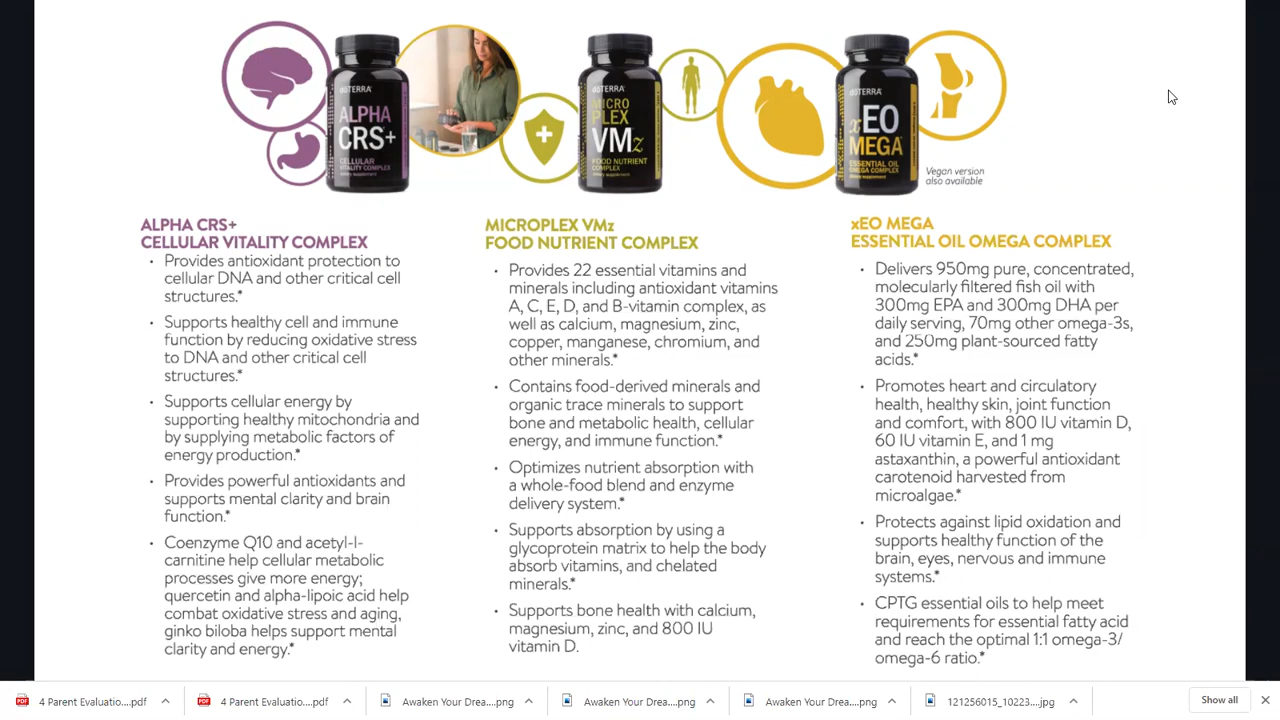 dōTERRA
ALPHA
CRS+
CELLULAR
VITALITY COMPLEX
dietary supplement
dōTERRA
MICRO
PLEX
VMz
FOOD NUTRIENT
COMPLEX
dietary supplement
dōTERRA
xEO
MEGA
ESSENTIAL OIL
OMEGA COMPLEX
dietary supplement
Vegan version
also available
ALPHA CRS+
CELLULAR VITALITY COMPLEX
• Provides antioxidant protection to
cellular DNA and other critical cell
structures.*
• Supports healthy cell and immune
function by reducing oxidative stress
to DNA and other critical cell
structures.*
• Supports cellular energy by
supporting healthy mitochondria and
by supplying metabolic factors of
energy production.*
• Provides powerful antioxidants and
supports mental clarity and brain
function.*
• Coenzyme Q10 and acetyl-l-
carnitine help cellular metabolic
processes give more energy;
quercetin and alpha-lipoic acid help
combat oxidative stress and aging,
ginko biloba helps support mental
clarity and energy.*
MICROPLEX VMz
FOOD NUTRIENT COMPLEX
• Provides 22 essential vitamins and
minerals including antioxidant vitamins
A, C, E, D, and B-vitamin complex, as
well as calcium, magnesium, zinc,
copper, manganese, chromium, and
other minerals.*
• Contains food-derived minerals and
organic trace minerals to support
bone and metabolic health, cellular
energy, and immune function.*
• Optimizes nutrient absorption with
a whole-food blend and enzyme
delivery system.*
• Supports absorption by using a
glycoprotein matrix to help the body
absorb vitamins, and chelated
minerals.*
• Supports bone health with calcium,
magnesium, zinc, and 800 IU
vitamin D.
xEO MEGA
ESSENTIAL OIL OMEGA COMPLEX
• Delivers 950mg pure, concentrated,
molecularly filtered fish oil with
300mg EPA and 300mg DHA per
daily serving, 70mg other omega-3s,
and 250mg plant-sourced fatty
acids.*
• Promotes heart and circulatory
health, healthy skin, joint function
and comfort, with 800 IU vitamin D,
60 IU vitamin E, and 1 mg
astaxanthin, a powerful antioxidant
carotenoid harvested from
microalgae.*
• Protects against lipid oxidation and
supports healthy function of the
brain, eyes, nervous and immune
systems.*
• CPTG essential oils to help meet
requirements for essential fatty acid
and reach the optimal 1:1 omega-3/
omega-6 ratio.*
4 Parent Evaluatio....pdf
4 Parent Evaluatio....pdf
Awaken Your Drea....png
Awaken Your Drea....png
Awaken Your Drea....png
121256015_10223....jpg
Show all